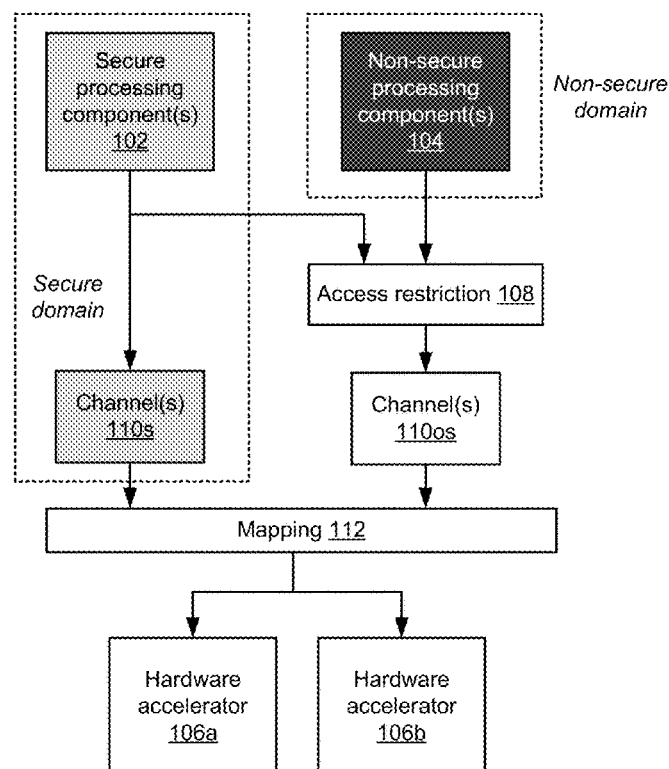 Secure
processing
component(s)
102
Non-secure
processing
component(s)
104
Non-secure
domain
Secure
domain
Access restriction 108
Channel(s)
110s
Channel(s)
110os
Mapping 112
Hardware
accelerator
106a
Hardware
accelerator
106b